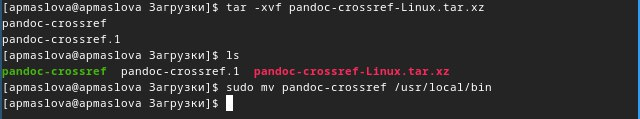 [apmaslova@apmaslova Загрузки]$ tar -xvf pandoc-crossref-Linux.tar.xz
pandoc-crossref
pandoc-crossref.1
[apmaslova@apmaslova Загрузки]$ ls
pandoc-crossref  pandoc-crossref.1  pandoc-crossref-Linux.tar.xz
[apmaslova@apmaslova Загрузки]$ sudo mv pandoc-crossref /usr/local/bin
[apmaslova@apmaslova Загрузки]$